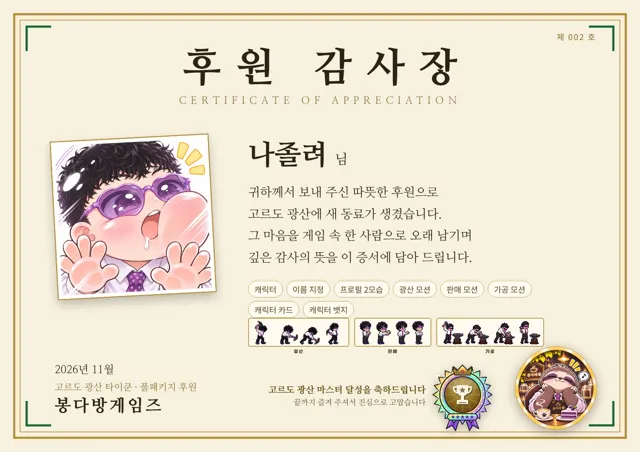 제 002 호
후원 감사장
CERTIFICATE OF APPRECIATION
나졸려 님
귀하께서 보내 주신 따뜻한 후원으로
고르도 광산에 새 동료가 생겼습니다.
그 마음을 게임 속 한 사람으로 오래 남기며
깊은 감사의 뜻을 이 증서에 담아 드립니다.
캐릭터 이름 지정 프로필 2모습 광산 모션 판매 모션 가공 모션
캐릭터 카드 캐릭터 뱃지
광산 판매 가공
2026년 11월
고르도 광산 타이쿤 · 풀패키지 후원
봉다방게임즈
고르도 광산 마스터 달성을 축하드립니다
끝까지 즐겨 주셔서 진심으로 고맙습니다